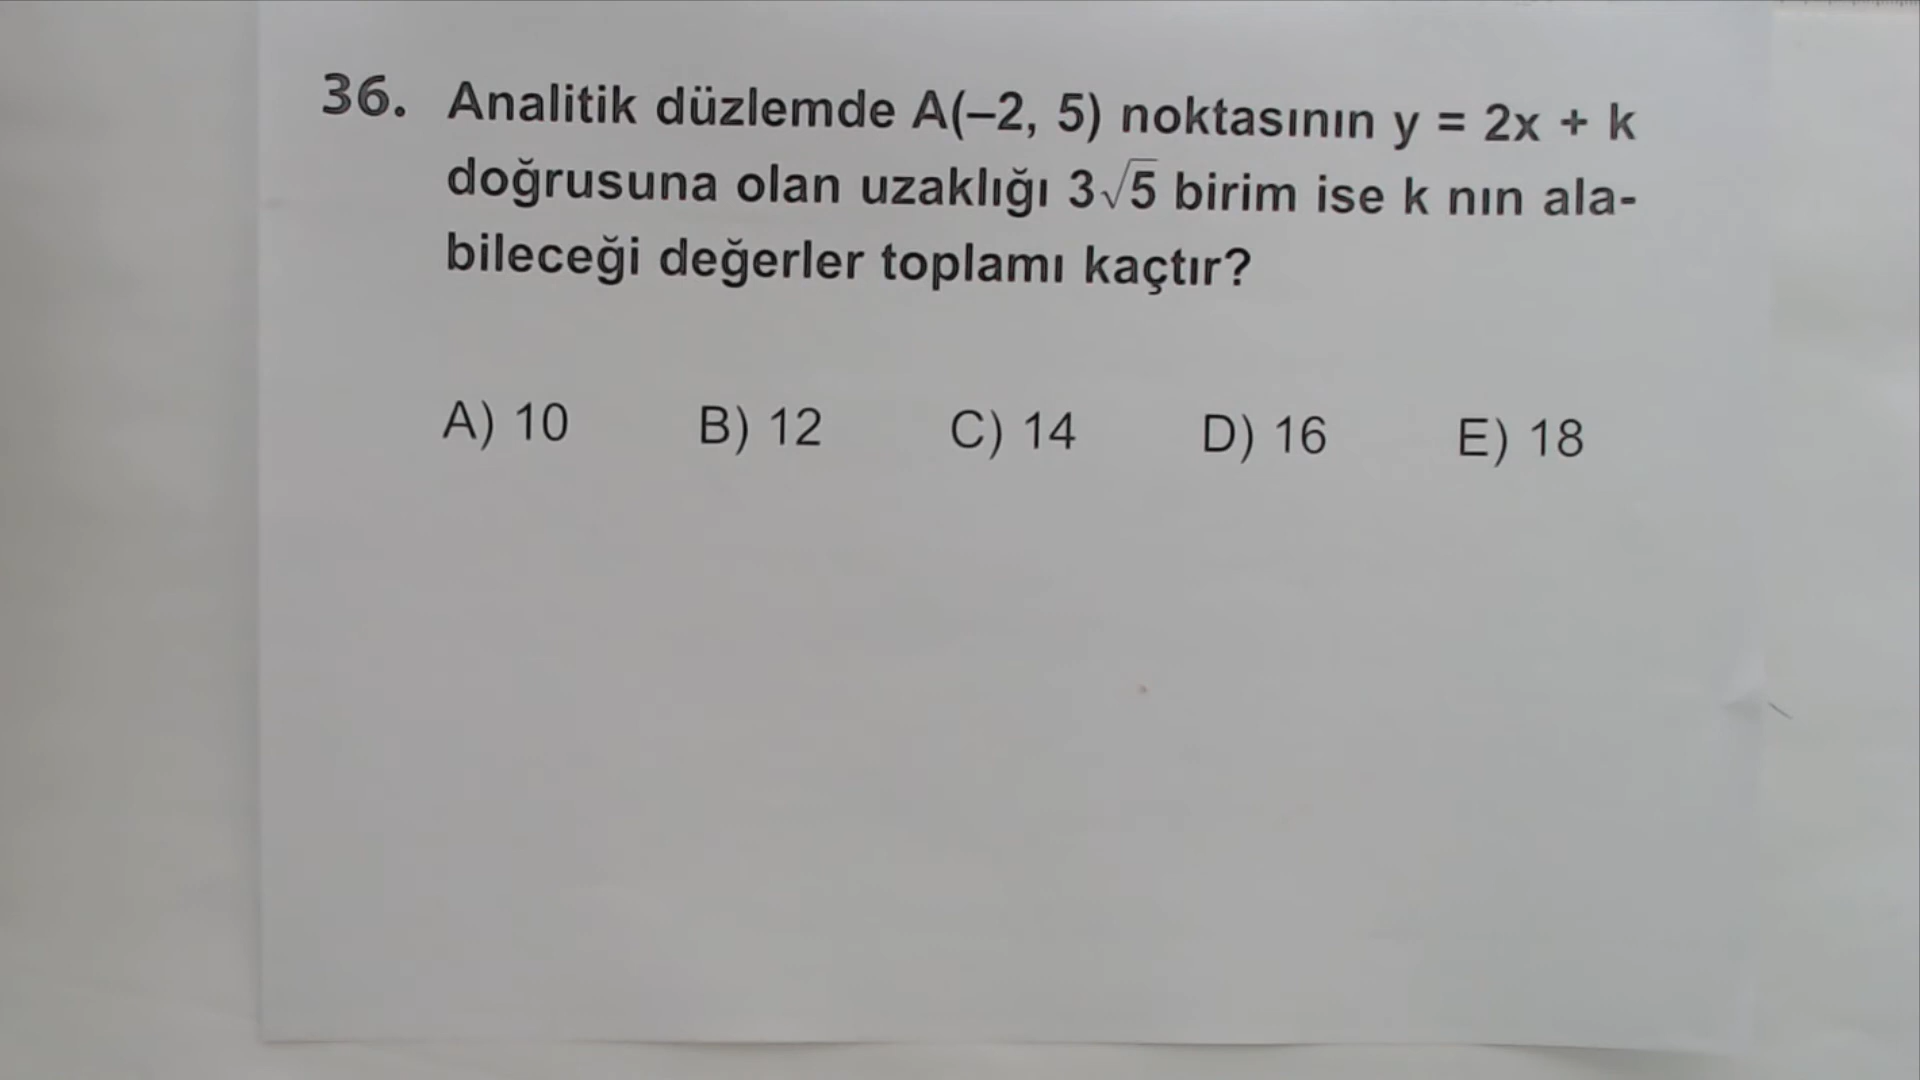 36. Analitik düzlemde A(–2, 5) noktasının y = 2x + k
doğrusuna olan uzaklığı 3√5 birim ise k nın ala-
bileceği değerler toplamı kaçtır?
A) 10 B) 12 C) 14 D) 16 E) 18